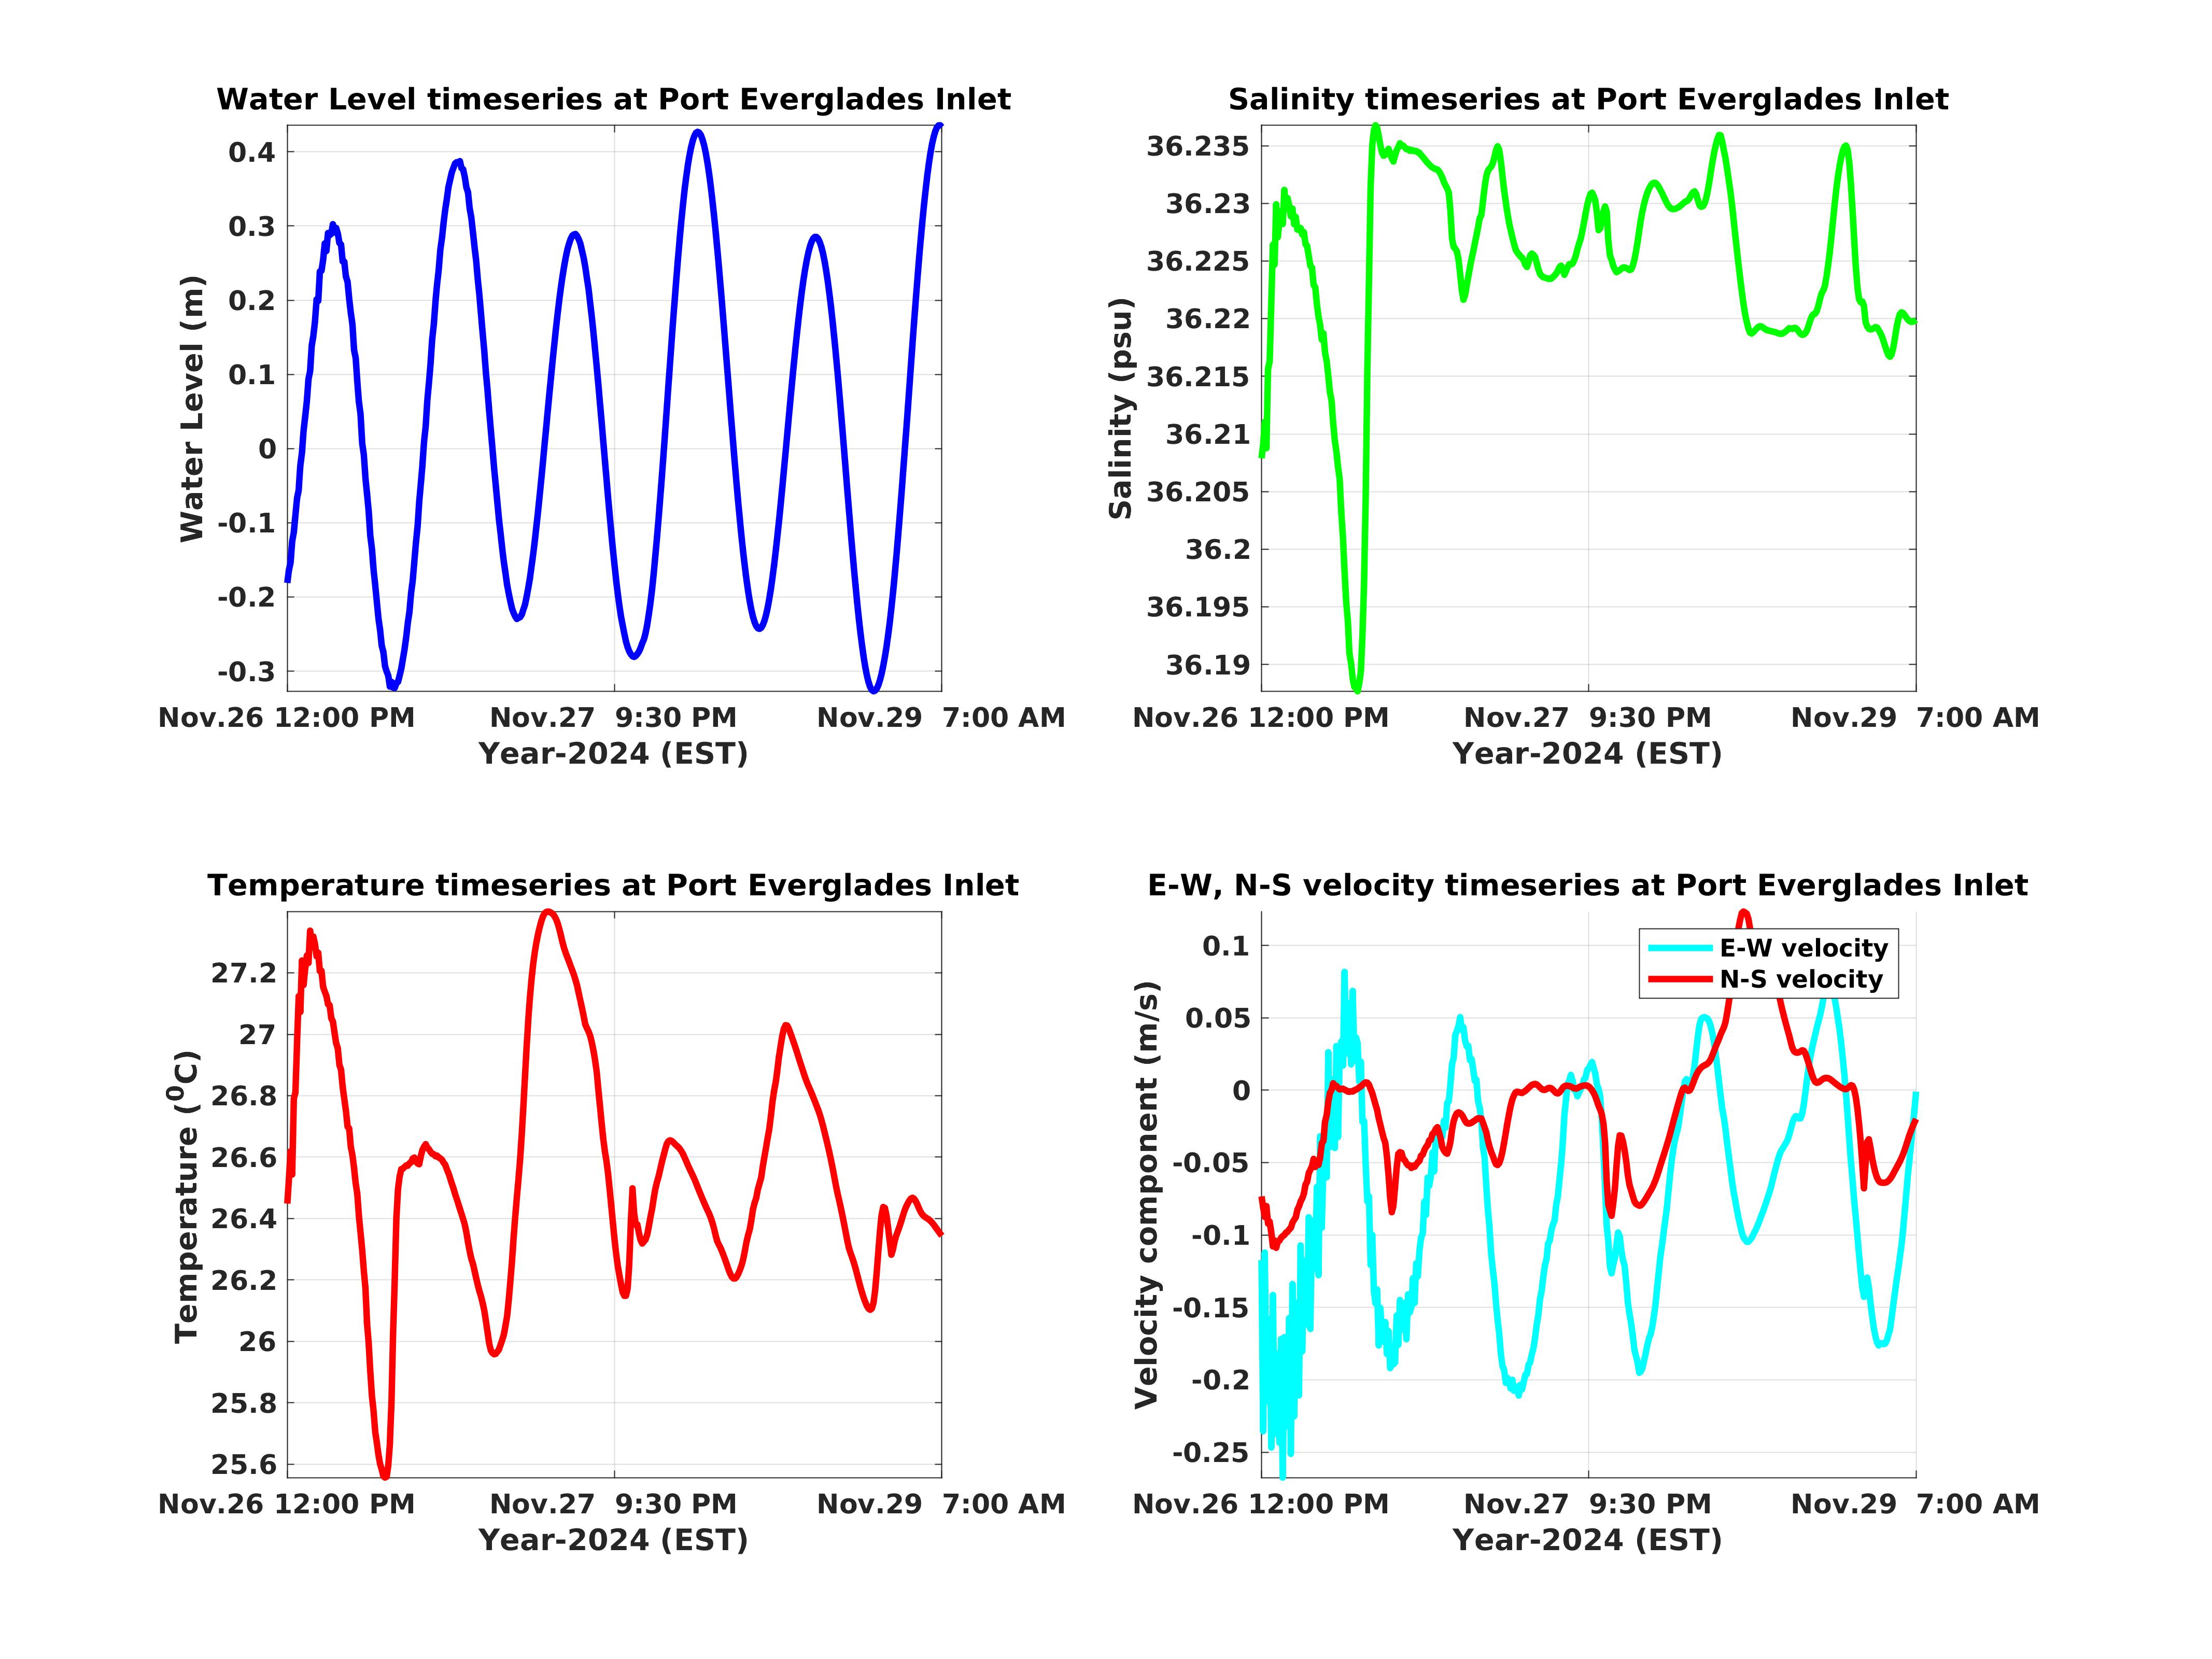 Water Level timeseries at Port Everglades Inlet
0.4
0.3
0.2
0.1
0
-0.1
-0.2
-0.3
Water Level (m)
Nov.26 12:00 PM
Nov.27 9:30 PM
Nov.29 7:00 AM
Year-2024 (EST)
Salinity timeseries at Port Everglades Inlet
36.235
36.23
36.225
36.22
36.215
36.21
36.205
36.2
36.195
36.19
Salinity (psu)
Nov.26 12:00 PM
Nov.27 9:30 PM
Nov.29 7:00 AM
Year-2024 (EST)
Temperature timeseries at Port Everglades Inlet
27.2
27
26.8
26.6
26.4
26.2
26
25.8
25.6
Temperature (⁰C)
Nov.26 12:00 PM
Nov.27 9:30 PM
Nov.29 7:00 AM
Year-2024 (EST)
E-W, N-S velocity timeseries at Port Everglades Inlet
E-W velocity
N-S velocity
0.1
0.05
0
-0.05
-0.1
-0.15
-0.2
-0.25
Velocity component (m/s)
Nov.26 12:00 PM
Nov.27 9:30 PM
Nov.29 7:00 AM
Year-2024 (EST)